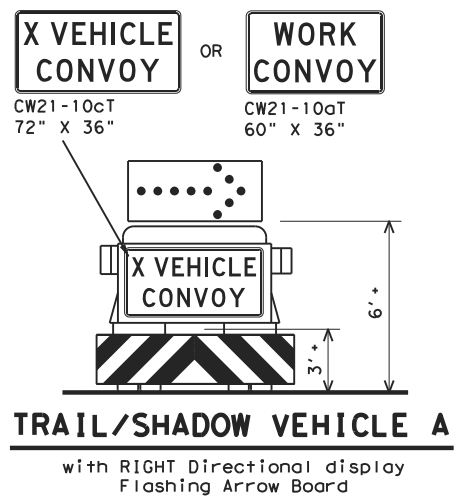 X VEHICLE
CONVOY
OR
WORK
CONVOY
CW21-10cT
72" X 36"
CW21-10aT
60" X 36"
X VEHICLE
CONVOY
6'+
3'+
TRAIL/SHADOW VEHICLE A
with RIGHT Directional display
Flashing Arrow Board